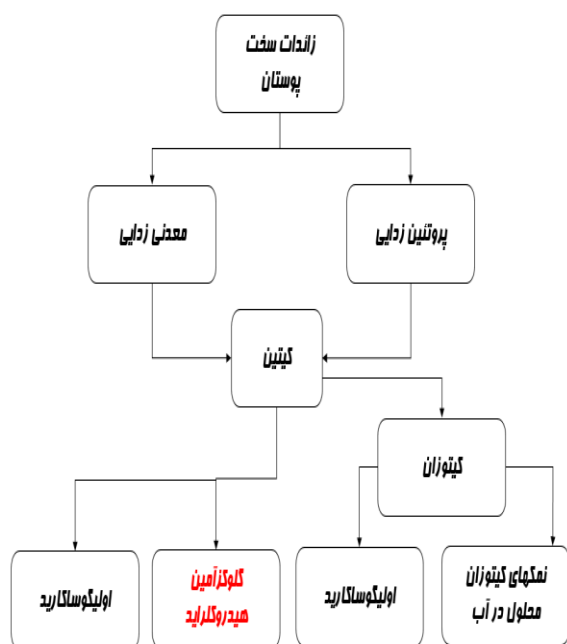 زائدات سخت
پوستان
معدنی زدایی
پروتئین زدایی
کیتین
کیتوزان
اولیگوساکارید
گلوکزآمین
هیدروکلراید
اولیگوساکارید
نمکهای کیتوزان
محلول در آب